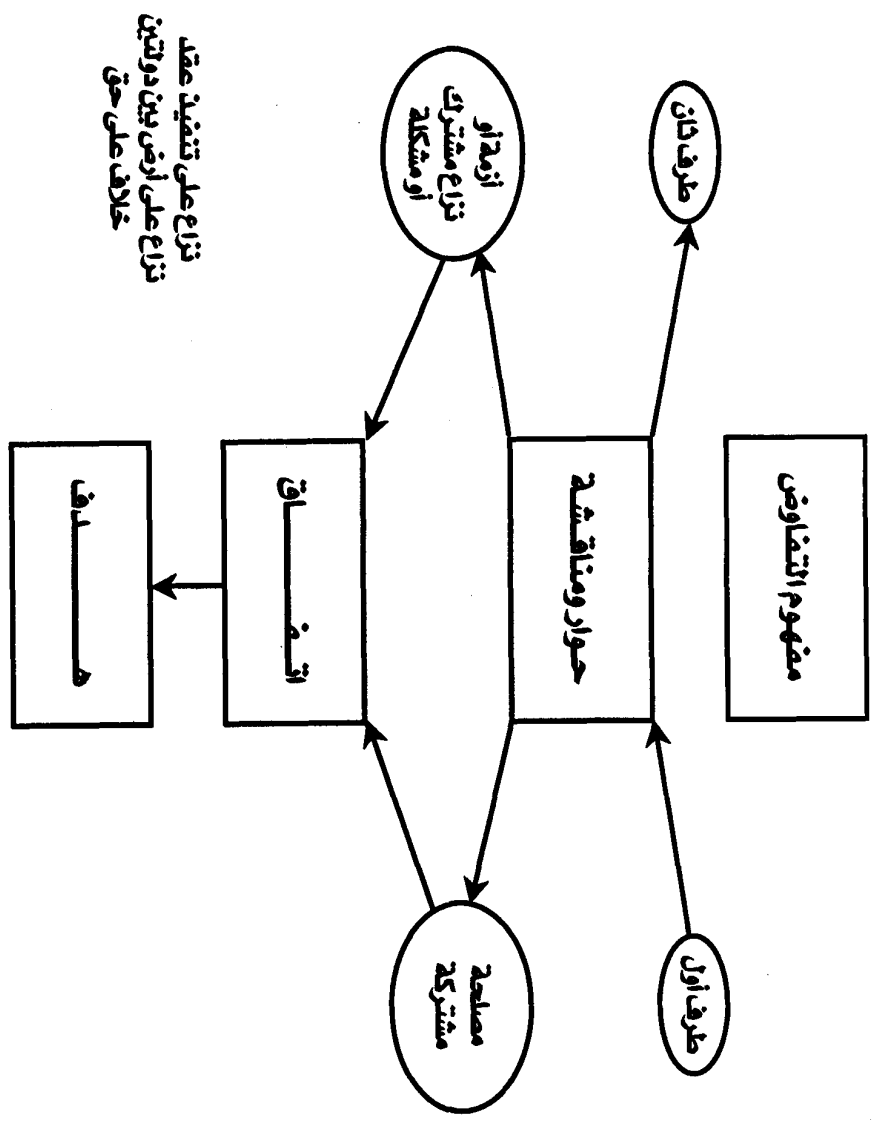 مفهوم التفاوض
طرف أول
طرف ثان
حوار ومناقشة
مصلحة
مشتركة
أزمة أو
نزاع مشترك
أو مشكلة
اتفاق
هدف
نزاع على تنفيذ عقد
نزاع على أرض بين دولتين
خلاف على حق